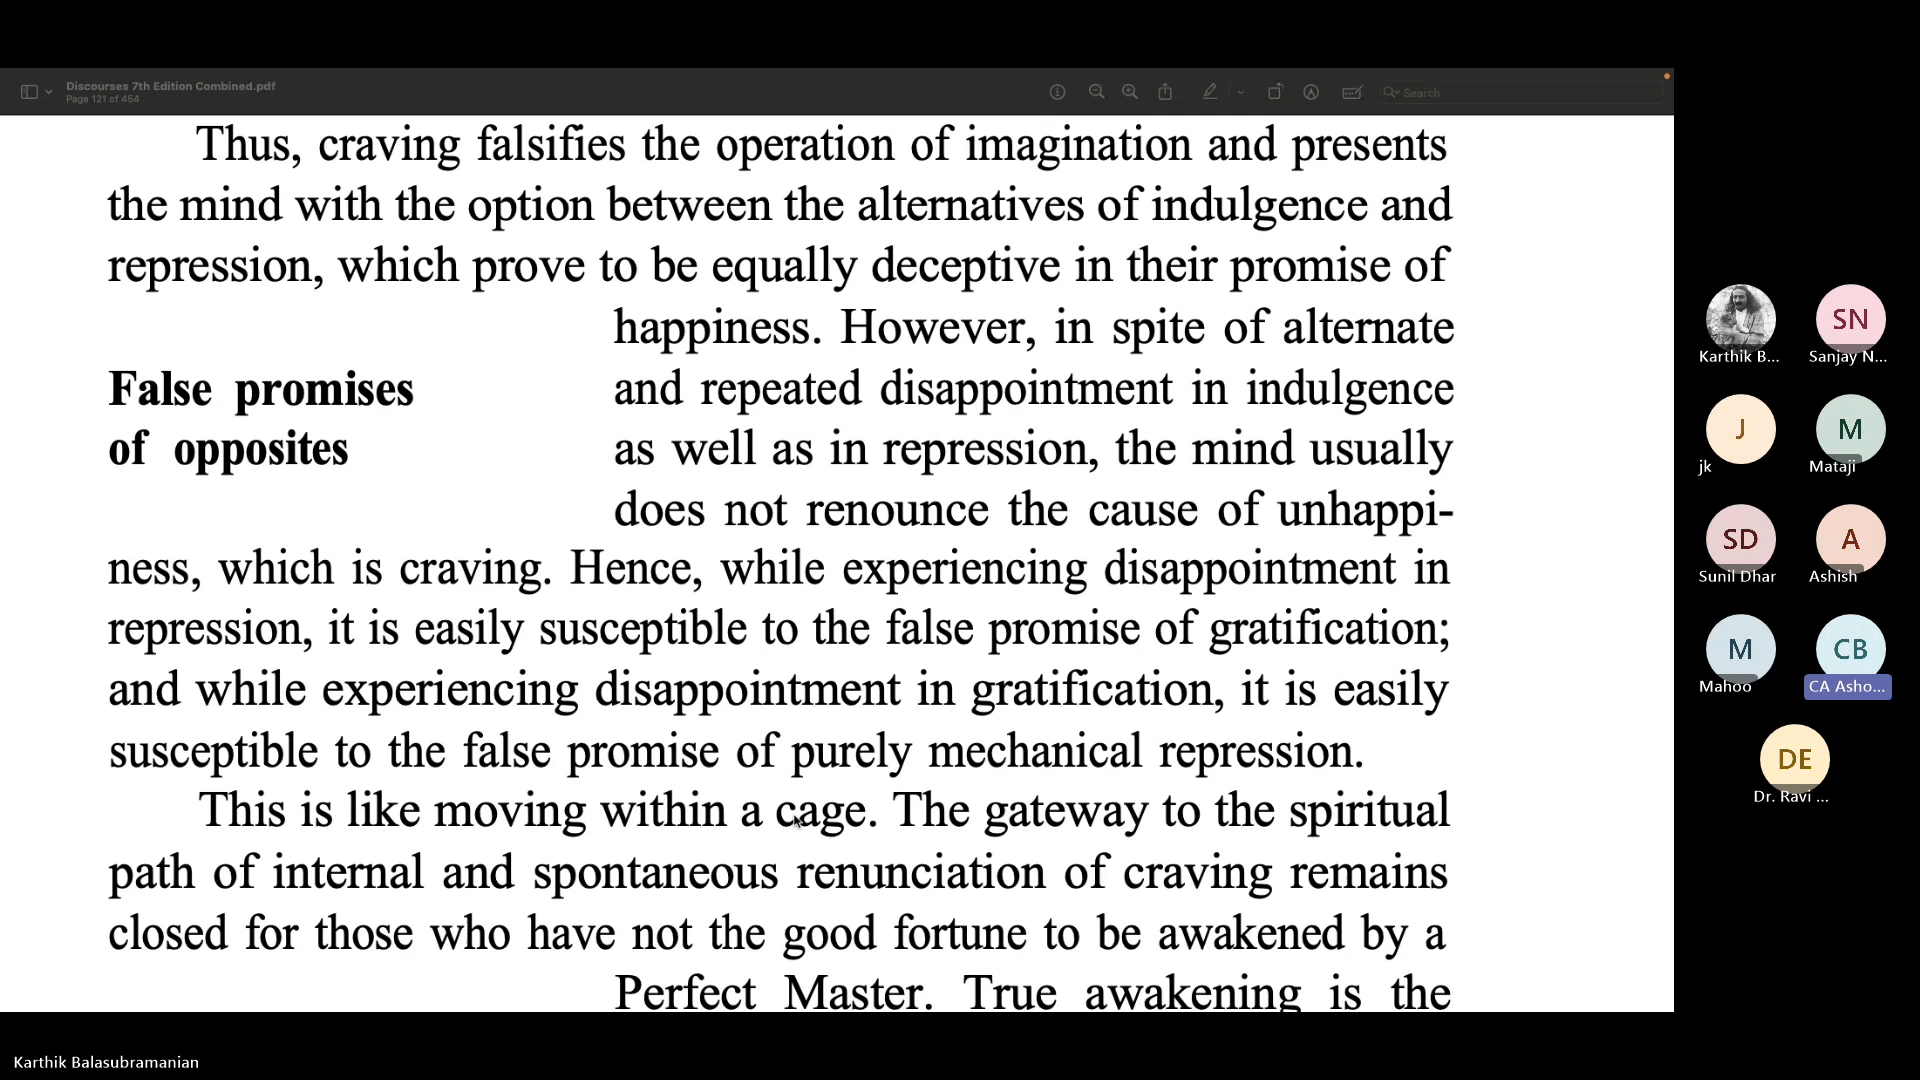 Discourses 7th Edition Combined.pdf
Page 121 of 454
Search
Thus, craving falsifies the operation of imagination and presents
the mind with the option between the alternatives of indulgence and
repression, which prove to be equally deceptive in their promise of
happiness. However, in spite of alternate
False promises
of opposites
and repeated disappointment in indulgence
as well as in repression, the mind usually
does not renounce the cause of unhappi-
ness, which is craving. Hence, while experiencing disappointment in
repression, it is easily susceptible to the false promise of gratification;
and while experiencing disappointment in gratification, it is easily
susceptible to the false promise of purely mechanical repression.
This is like moving within a cage. The gateway to the spiritual
path of internal and spontaneous renunciation of craving remains
closed for those who have not the good fortune to be awakened by a
Perfect Master. True awakening is the
Karthik B...
SN
Sanjay N...
J
jk
M
Mataji
SD
Sunil Dhar
A
Ashish
M
Mahoo
CB
CA Asho...
DE
Dr. Ravi ...
Karthik Balasubramanian